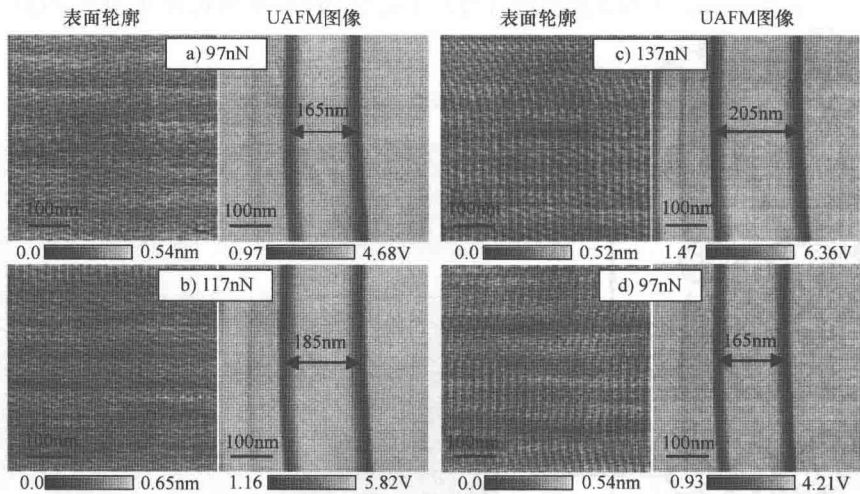 表面轮廓 UAFM图像 表面轮廓 UAFM图像
a) 97nN
165nm
100nm 100nm
0.0 0.54nm 0.97 4.68V
c) 137nN
205nm
100nm 100nm
0.0 0.52nm 1.47 6.36V
b) 117nN
185nm
100nm 100nm
0.0 0.65nm 1.16 5.82V
d) 97nN
165nm
100nm 100nm
0.0 0.54nm 0.93 4.21V